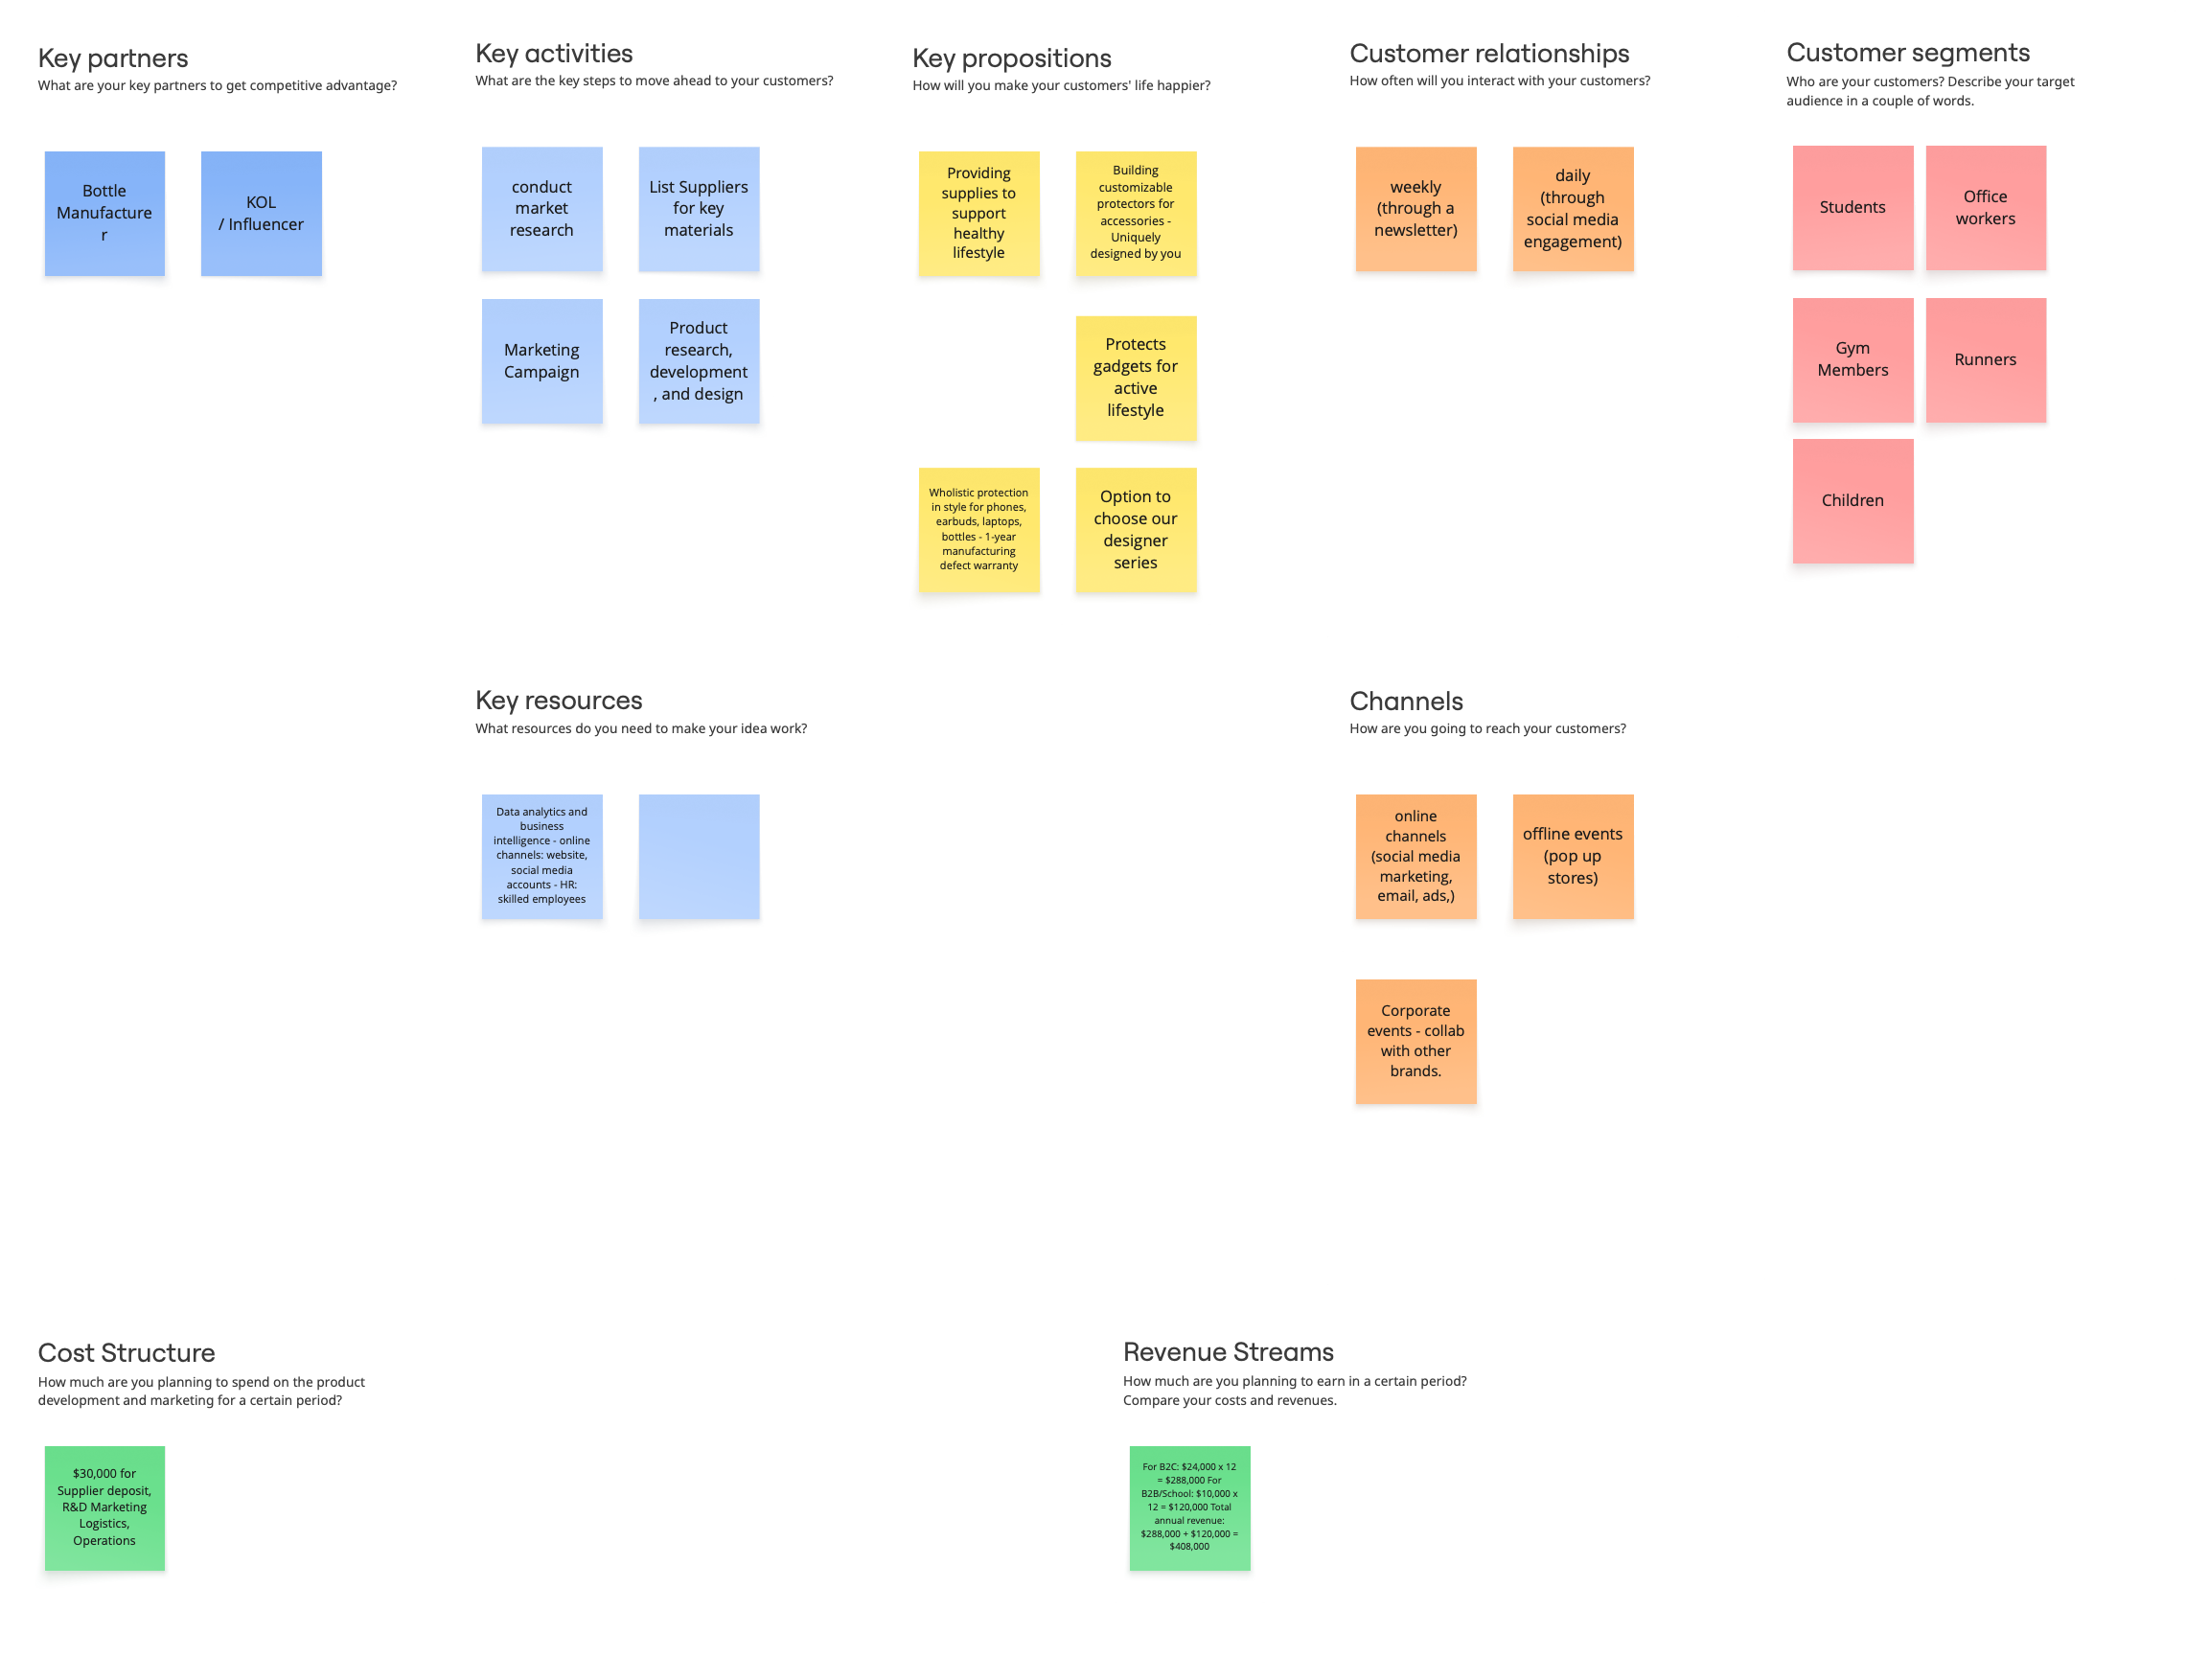 Key partners
What are your key partners to get competitive advantage?
Bottle
Manufacture
r
KOL
/ Influencer
Key activities
What are the key steps to move ahead to your customers?
conduct
market
research
List Suppliers
for key
materials
Marketing
Campaign
Product
research,
development
, and design
Key propositions
How will you make your customers' life happier?
Providing
supplies to
support
healthy
lifestyle
Building
customizable
protectors for
accessories -
Uniquely
designed by you
Protects
gadgets for
active
lifestyle
Wholistic protection
in style for phones,
earbuds, laptops,
bottles - 1-year
manufacturing
defect warranty
Option to
choose our
designer
series
Customer relationships
How often will you interact with your customers?
weekly
(through a
newsletter)
daily
(through
social media
engagement)
Customer segments
Who are your customers? Describe your target
audience in a couple of words.
Students
Office
workers
Gym
Members
Runners
Children
Key resources
What resources do you need to make your idea work?
Data analytics and
business
intelligence - online
channels: website,
social media
accounts - HR:
skilled employees
Channels
How are you going to reach your customers?
online
channels
(social media
marketing,
email, ads,)
offline events
(pop up
stores)
Corporate
events - collab
with other
brands.
Cost Structure
How much are you planning to spend on the product
development and marketing for a certain period?
$30,000 for
Supplier deposit,
R&D Marketing
Logistics,
Operations
Revenue Streams
How much are you planning to earn in a certain period?
Compare your costs and revenues.
For B2C: $24,000 x 12
= $288,000 For
B2B/School: $10,000 x
12 = $120,000 Total
annual revenue:
$288,000 + $120,000 =
$408,000